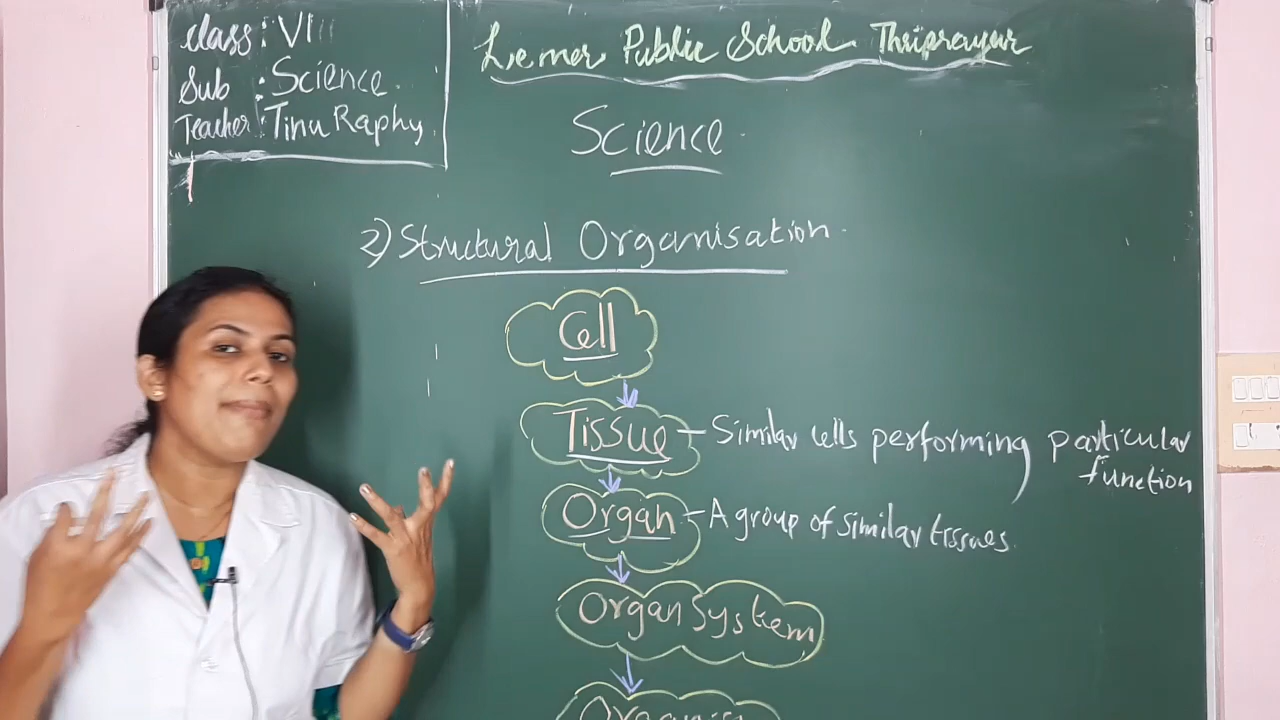 Class: VIII
Sub : Science.
Teacher: Tinu Raphy
Lemer Public School Thriprayar
Science
2) Structural Organisation
Cell
Tissue - Similar cells performing particular
function
Organ - A group of similar tissues.
Organ System
Organism